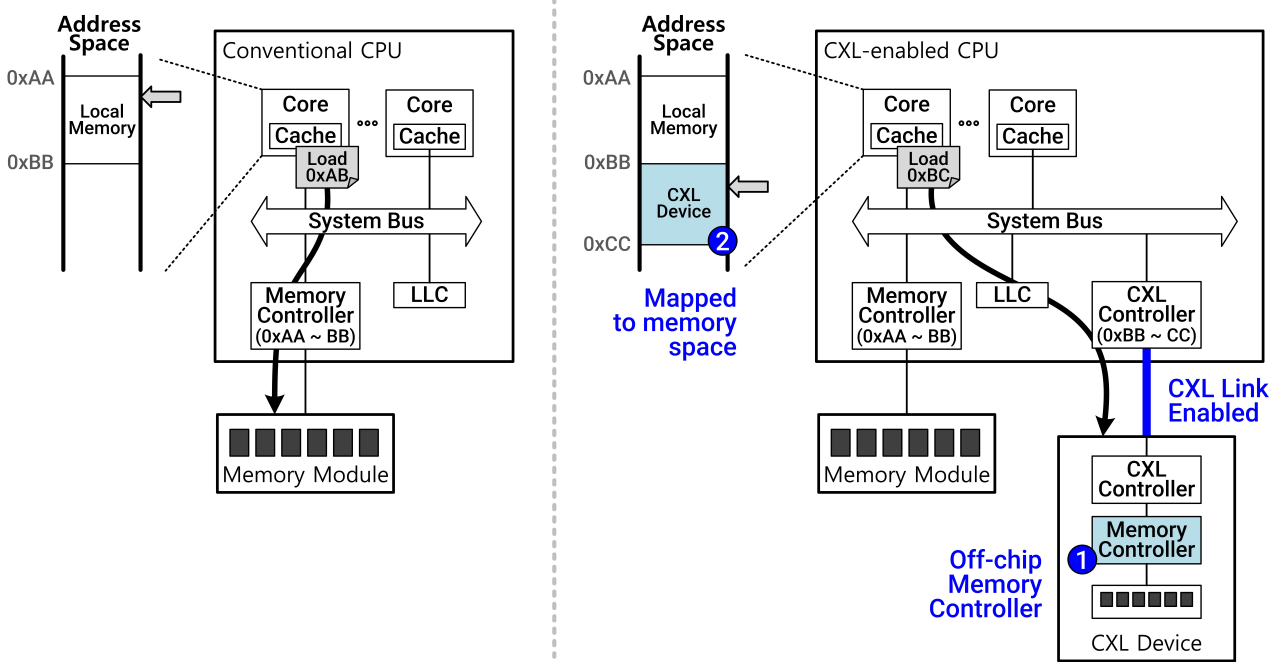 Address
Space
0xAA
Local
Memory
0xBB
Conventional CPU
Core
Cache
Load
0xAB
Core
Cache
System Bus
Memory
Controller
(0xAA ~ BB)
LLC
Memory Module
Address
Space
0xAA
Local
Memory
0xBB
CXL
Device
0xCC
2
Mapped
to memory
space
CXL-enabled CPU
Core
Cache
Load
0xBC
Core
Cache
System Bus
Memory
Controller
(0xAA ~ BB)
LLC
CXL
Controller
(0xBB ~ CC)
CXL Link
Enabled
Memory Module
CXL
Controller
Memory
Controller
1
Off-chip
Memory
Controller
CXL Device